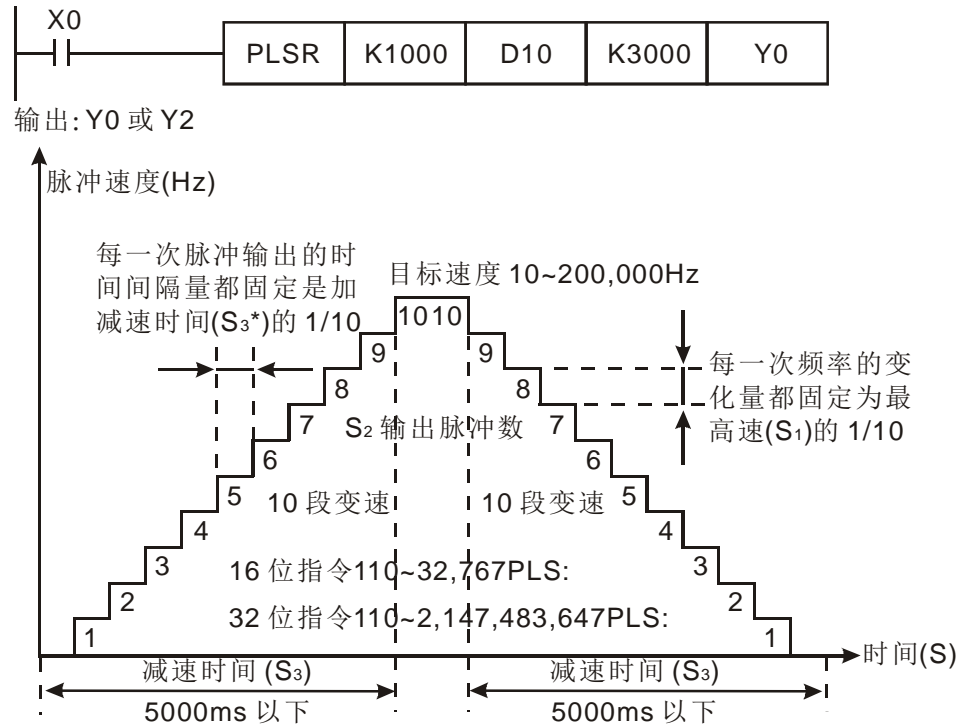 X0
PLSR K1000 D10 K3000 Y0
输出: Y0 或 Y2
脉冲速度(Hz)
每一次脉冲输出的时
间间隔量都固定是加
减速时间(S3*)的 1/10
目标速度 10~200,000Hz
10 10
9 9
8 8
7 7
6 6
5 5
4 4
3 3
2 2
1 1
每一次频率的变
化量都固定为最
高速(S1)的 1/10
S2 输出脉冲数
10 段变速 10 段变速
16 位指令110~32,767PLS:
32 位指令110~2,147,483,647PLS:
时间(S)
减速时间 (S3) 减速时间 (S3)
5000ms 以下 5000ms 以下